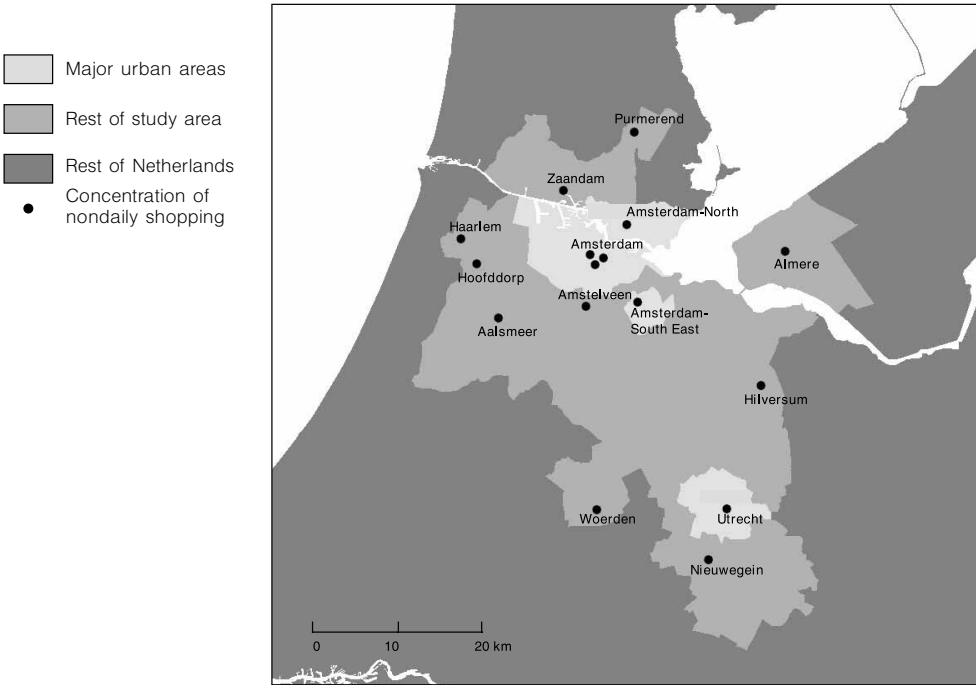 Major urban areas
Rest of study area
Rest of Netherlands
Concentration of
nondaily shopping
Purmerend
Zaandam
Amsterdam-North
Haarlem
Amsterdam
Almere
Hoofddorp
Amstelveen
Amsterdam-
South East
Aalsmeer
Hilversum
Woerden
Utrecht
Nieuwegein
0 10 20 km